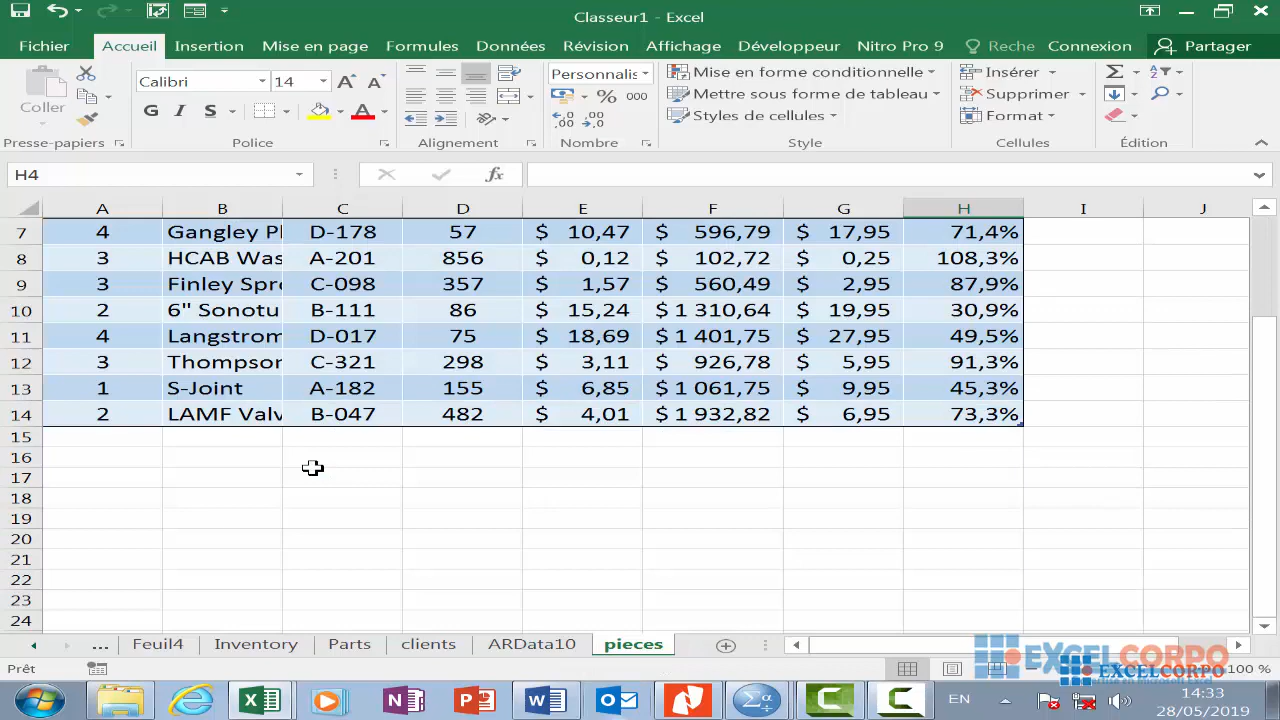 Classeur1 - Excel
Fichier Accueil Insertion Mise en page Formules Données Révision Affichage Développeur Nitro Pro 9 Reche Connexion Partager
Coller
Calibri 14
G I S
Personnalis
% 000
Mise en forme conditionnelle
Mettre sous forme de tableau
Styles de cellules
Insérer
Supprimer
Format
Presse-papiers Police Alignement Nombre Style Cellules Édition
H4 fx
A B C D E F G H I J
7 4 Gangley Pl D-178 57 $ 10,47 $ 596,79 $ 17,95 71,4%
8 3 HCAB Was A-201 856 $ 0,12 $ 102,72 $ 0,25 108,3%
9 3 Finley Spr C-098 357 $ 1,57 $ 560,49 $ 2,95 87,9%
10 2 6" Sonotu B-111 86 $ 15,24 $ 1 310,64 $ 19,95 30,9%
11 4 Langstrom D-017 75 $ 18,69 $ 1 401,75 $ 27,95 49,5%
12 3 Thompson C-321 298 $ 3,11 $ 926,78 $ 5,95 91,3%
13 1 S-Joint A-182 155 $ 6,85 $ 1 061,75 $ 9,95 45,3%
14 2 LAMF Valv B-047 482 $ 4,01 $ 1 932,82 $ 6,95 73,3%
15
16
17
18
19
20
21
22
23
24
... Feuil4 Inventory Parts clients ARData10 pieces
Prêt 100 %
EXCELCORPO
EXCELCORPO
EN 14:33
28/05/2019